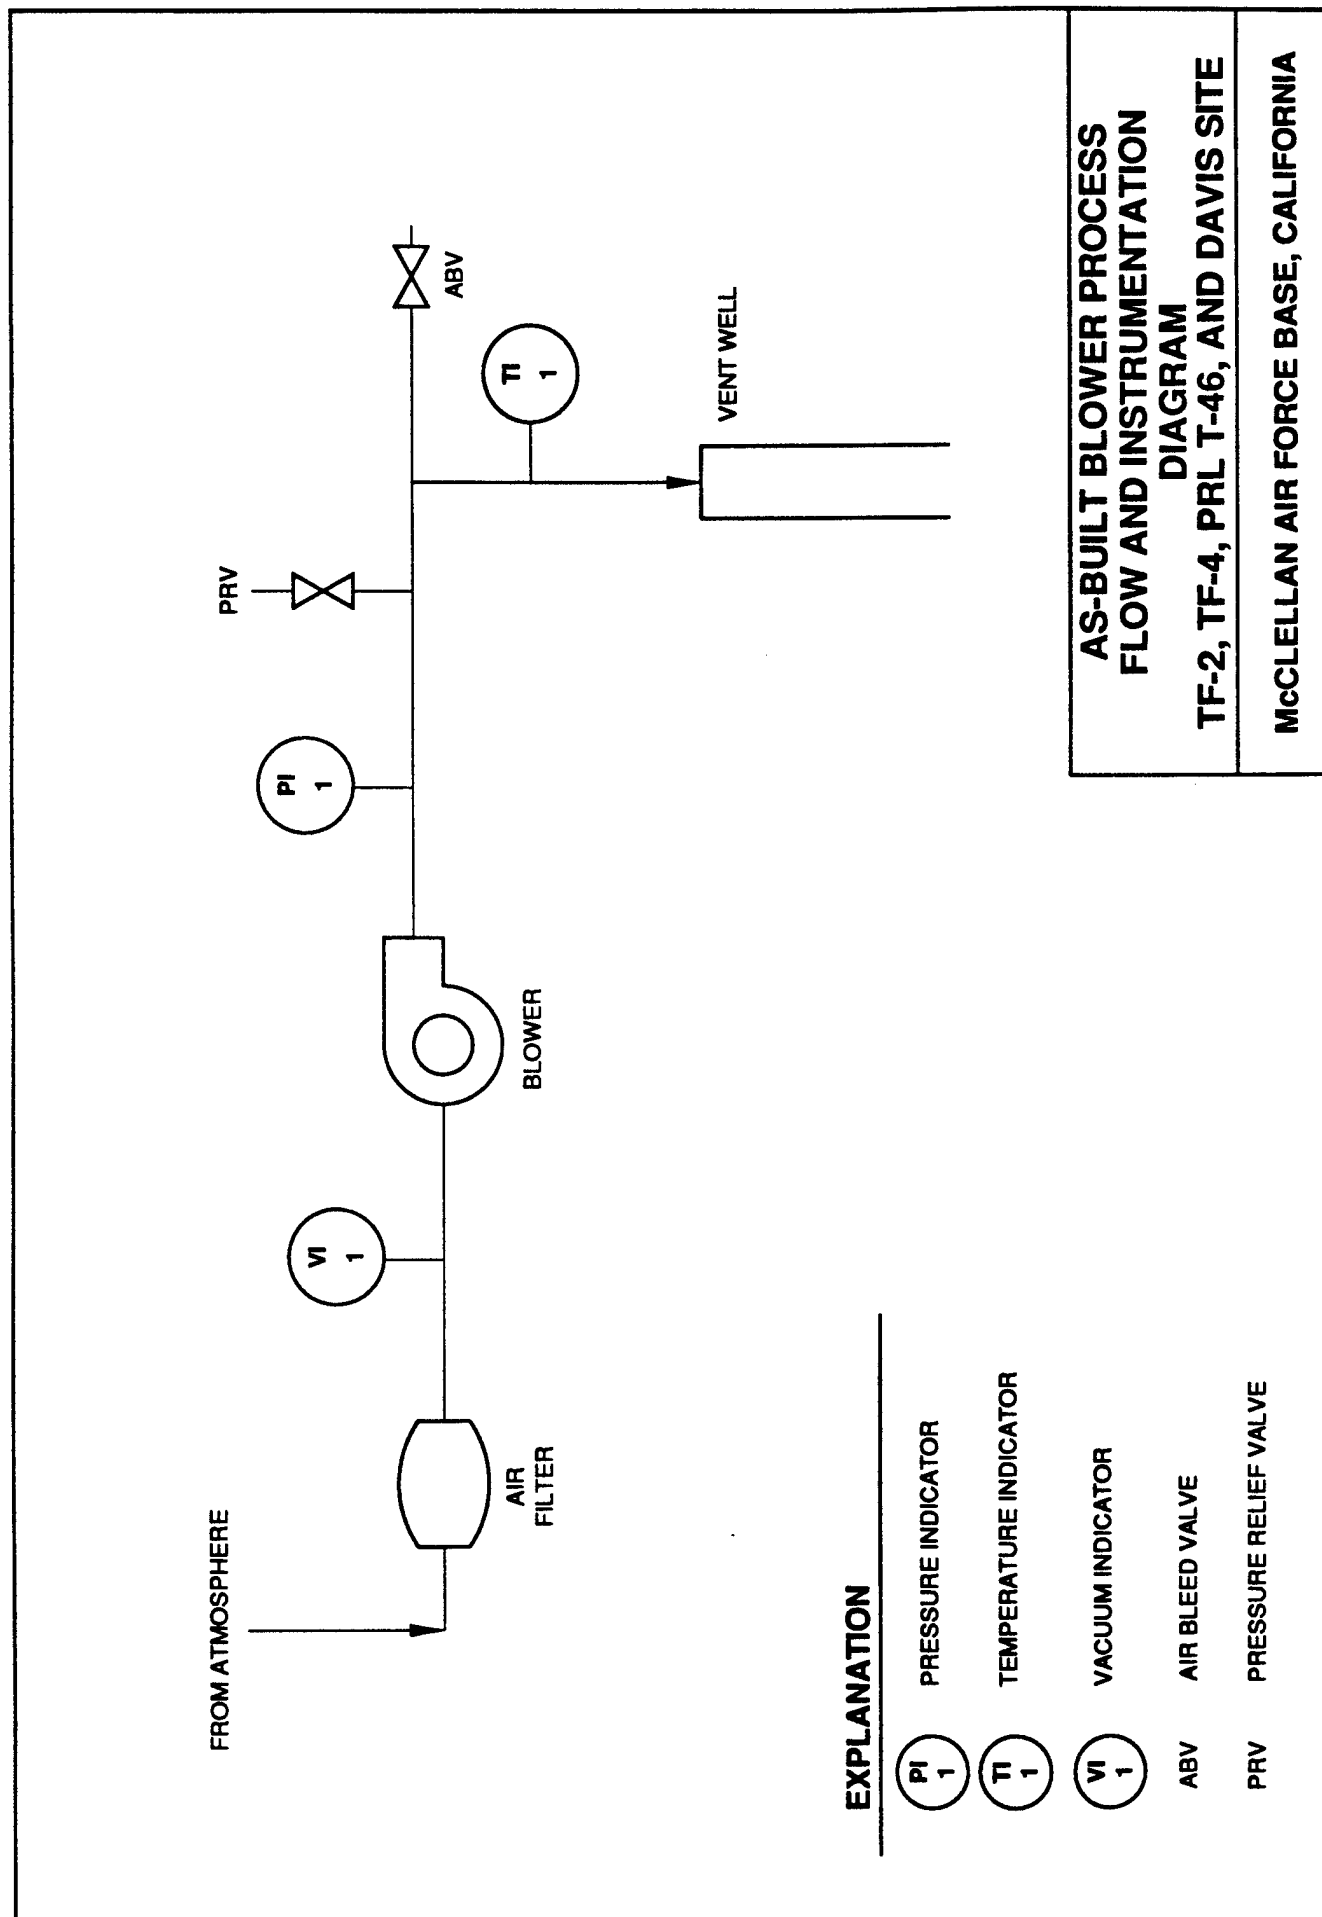 FROM ATMOSPHERE
AIR
FILTER
VI
1
BLOWER
PI
1
PRV
TI
1
ABV
VENT WELL
EXPLANATION
PI
1
PRESSURE INDICATOR
TI
1
TEMPERATURE INDICATOR
VI
1
VACUUM INDICATOR
ABV AIR BLEED VALVE
PRV PRESSURE RELIEF VALVE
AS-BUILT BLOWER PROCESS
FLOW AND INSTRUMENTATION
DIAGRAM
TF-2, TF-4, PRL T-46, AND DAVIS SITE
McCLELLAN AIR FORCE BASE, CALIFORNIA